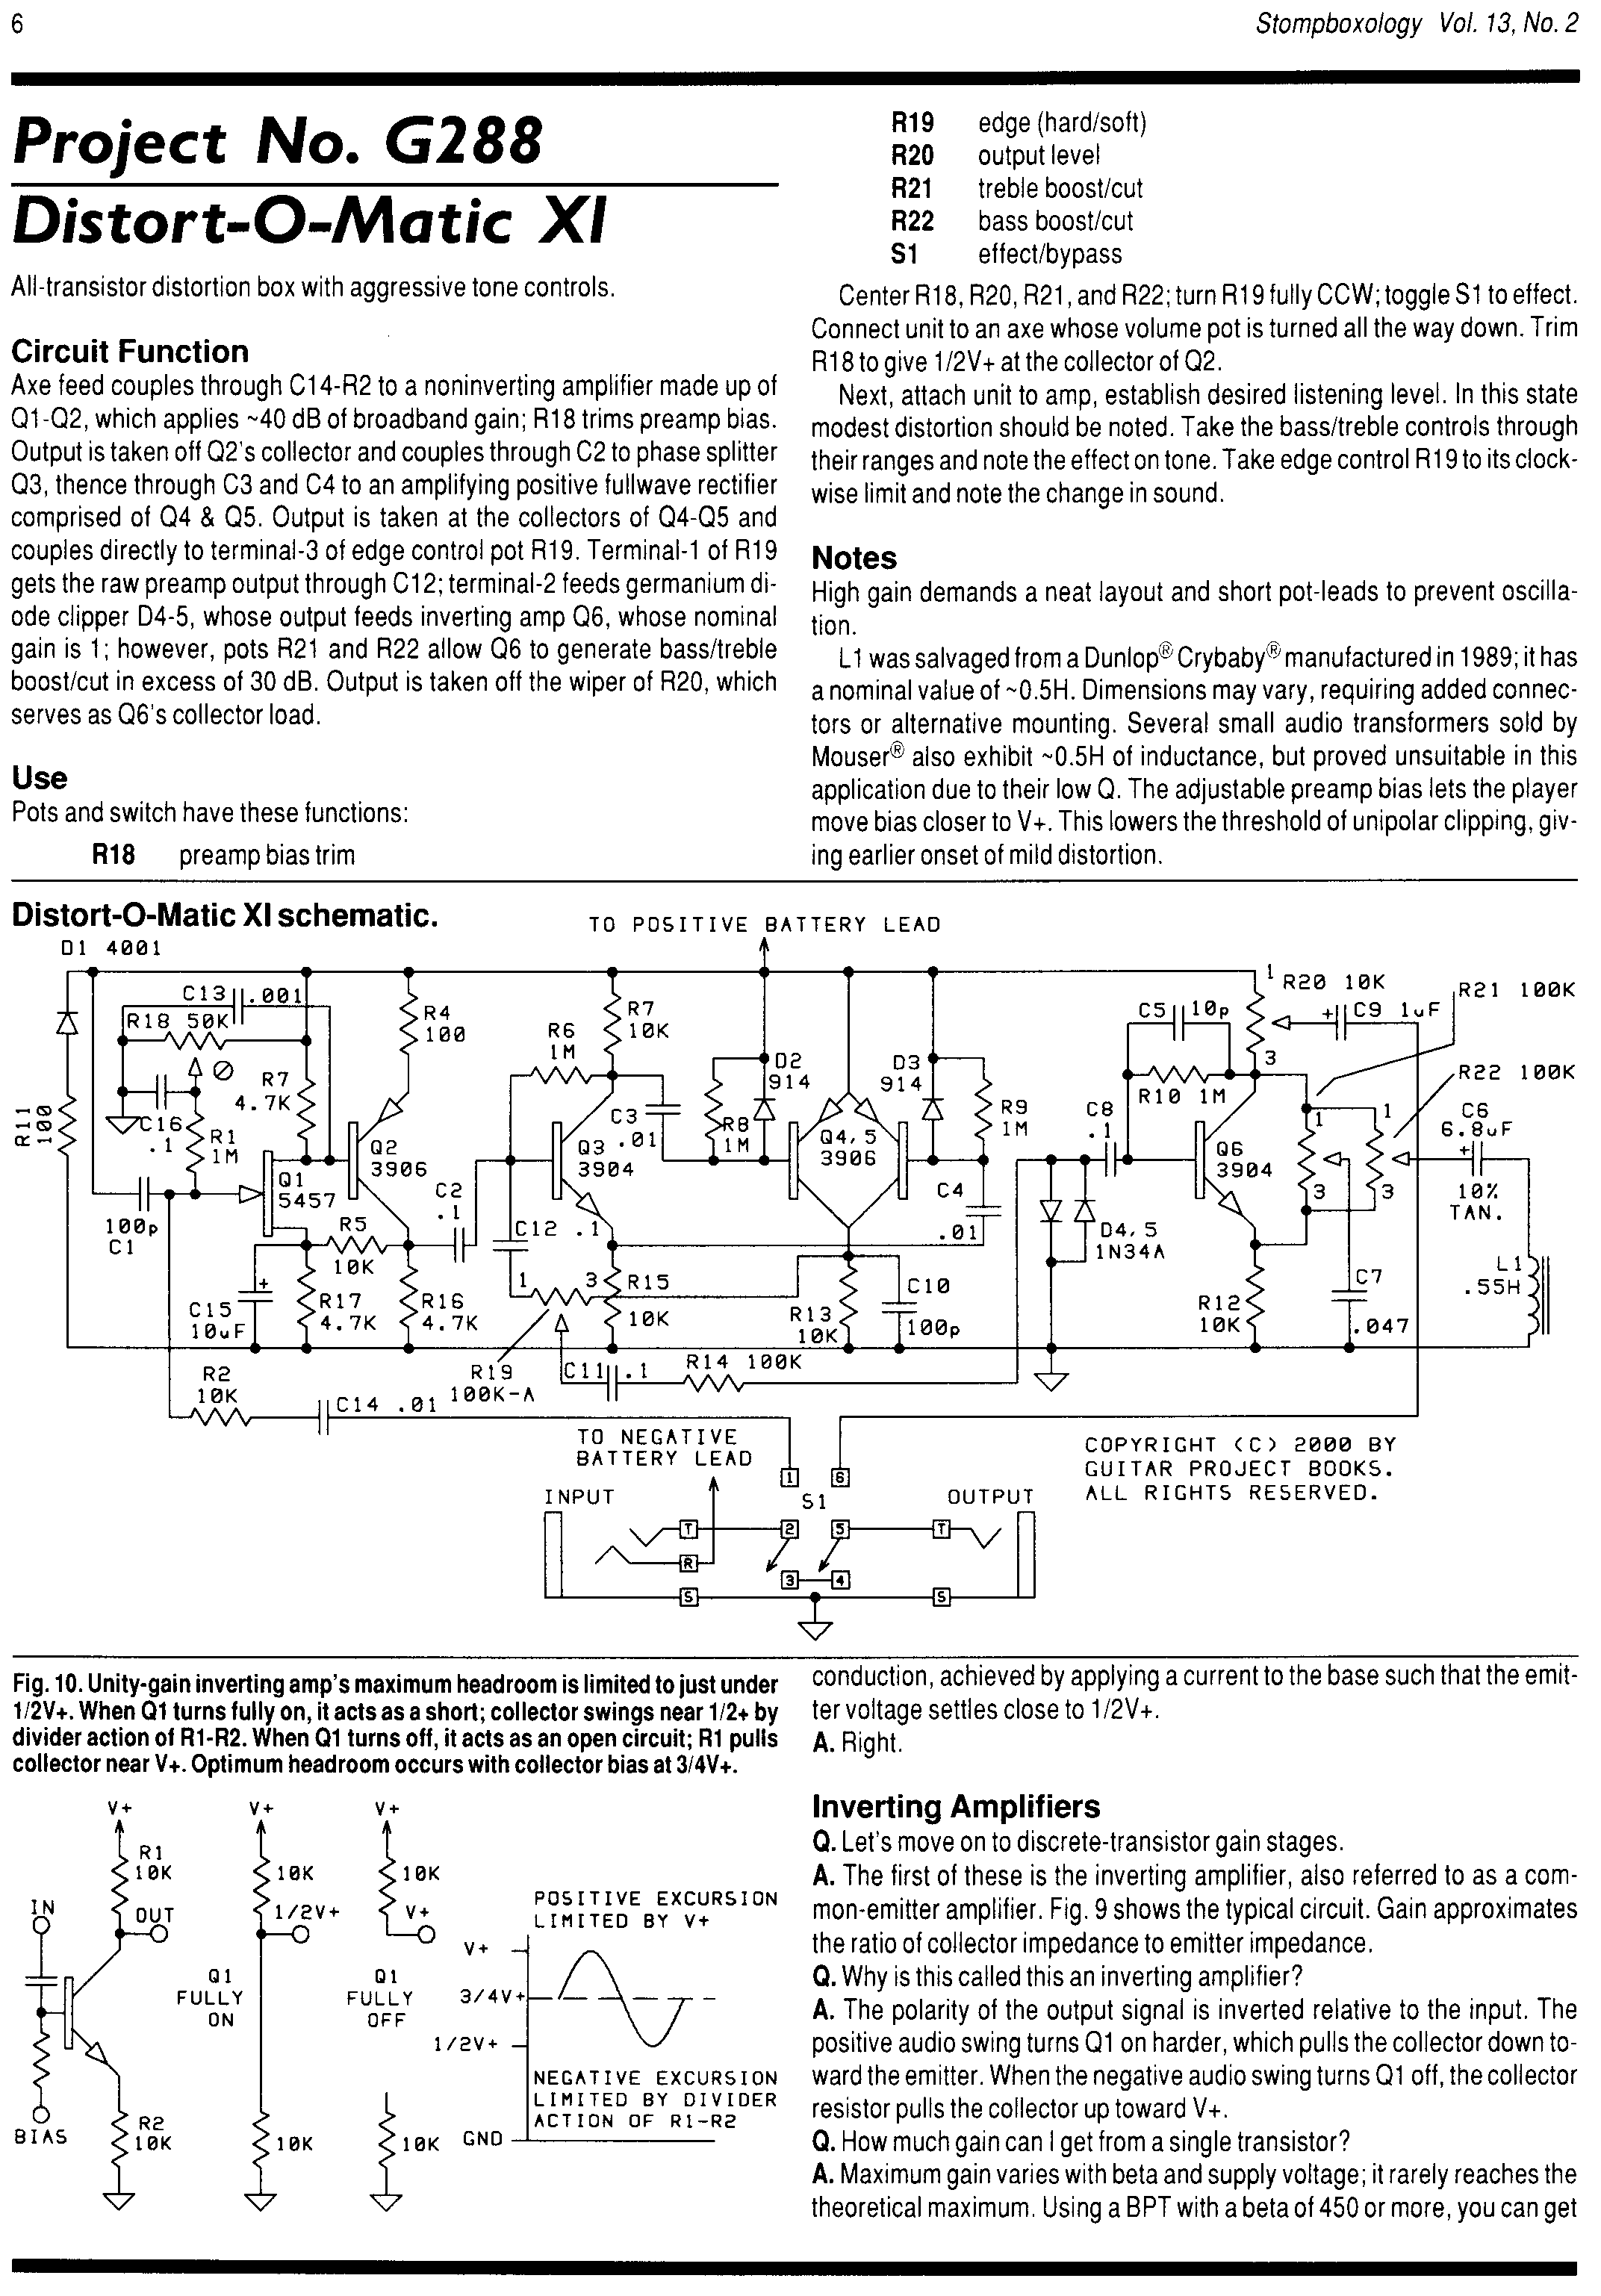 6
Stompboxology Vol. 13, No. 2
Project No. G288
Distort-O-Matic XI
All-transistor distortion box with aggressive tone controls.
Circuit Function
Axe feed couples through C14-R2 to a noninverting amplifier made up of
Q1-Q2, which applies ~40 dB of broadband gain; R18 trims preamp bias.
Output is taken off Q2's collector and couples through C2 to phase splitter
Q3, thence through C3 and C4 to an amplifying positive fullwave rectifier
comprised of Q4 & Q5. Output is taken at the collectors of Q4-Q5 and
couples directly to terminal-3 of edge control pot R19. Terminal-1 of R19
gets the raw preamp output through C12; terminal-2 feeds germanium di-
ode clipper D4-5, whose output feeds inverting amp Q6, whose nominal
gain is 1; however, pots R21 and R22 allow Q6 to generate bass/treble
boost/cut in excess of 30 dB. Output is taken off the wiper of R20, which
serves as Q6's collector load.
Use
Pots and switch have these functions:
R18 preamp bias trim
R19 edge (hard/soft)
R20 output level
R21 treble boost/cut
R22 bass boost/cut
S1 effect/bypass
Center R18, R20, R21, and R22; turn R19 fully CCW; toggle S1 to effect.
Connect unit to an axe whose volume pot is turned all the way down. Trim
R18 to give 1/2V+ at the collector of Q2.
Next, attach unit to amp, establish desired listening level. In this state
modest distortion should be noted. Take the bass/treble controls through
their ranges and note the effect on tone. Take edge control R19 to its clock-
wise limit and note the change in sound.
Notes
High gain demands a neat layout and short pot-leads to prevent oscilla-
tion.
L1 was salvaged from a Dunlop® Crybaby® manufactured in 1989; it has
a nominal value of ~0.5H. Dimensions may vary, requiring added connec-
tors or alternative mounting. Several small audio transformers sold by
Mouser® also exhibit ~0.5H of inductance, but proved unsuitable in this
application due to their low Q. The adjustable preamp bias lets the player
move bias closer to V+. This lowers the threshold of unipolar clipping, giv-
ing earlier onset of mild distortion.
Distort-O-Matic XI schematic.
TO POSITIVE BATTERY LEAD
D1 4001
C13 .001
R18 50K
R4
100
R7
10K
R6
1M
R7
4.7K
R11
100
C16
.1
R1
1M
Q1
5457
Q2
3906
100p
C1
R5
10K
C2
.1
C15
10uF
+
R17
4.7K
R16
4.7K
Q3
3904
C3
.01
C12 .1
1 3
R15
10K
R8
1M
D2
914
D3
914
Q4,5
3906
R9
1M
C4
.01
R13
10K
C10
100p
R19
100K-A
C11 .1
R14 100K
R2
10K
C14 .01
C5 10p
R10 1M
C8
.1
D4,5
1N34A
Q6
3904
R12
10K
1
R20 10K
3
+ C9 1uF
R21 100K
R22 100K
1
3
1
3
C6
6.8uF
+
10%
TAN.
C7
.047
L1
.55H
TO NEGATIVE
BATTERY LEAD
INPUT
OUTPUT
S1
1 6
T 2 5 T
R
3 4
S S
COPYRIGHT (C) 2000 BY
GUITAR PROJECT BOOKS.
ALL RIGHTS RESERVED.
Fig. 10. Unity-gain inverting amp's maximum headroom is limited to just under
1/2V+. When Q1 turns fully on, it acts as a short; collector swings near 1/2+ by
divider action of R1-R2. When Q1 turns off, it acts as an open circuit; R1 pulls
collector near V+. Optimum headroom occurs with collector bias at 3/4V+.
V+
R1
10K
IN
OUT
R2
10K
BIAS
V+
10K
1/2V+
Q1
FULLY
ON
10K
V+
10K
V+
Q1
FULLY
OFF
10K
POSITIVE EXCURSION
LIMITED BY V+
V+
3/4V+
1/2V+
NEGATIVE EXCURSION
LIMITED BY DIVIDER
ACTION OF R1-R2
GND
conduction, achieved by applying a current to the base such that the emit-
ter voltage settles close to 1/2V+.
A. Right.
Inverting Amplifiers
Q. Let's move on to discrete-transistor gain stages.
A. The first of these is the inverting amplifier, also referred to as a com-
mon-emitter amplifier. Fig. 9 shows the typical circuit. Gain approximates
the ratio of collector impedance to emitter impedance.
Q. Why is this called this an inverting amplifier?
A. The polarity of the output signal is inverted relative to the input. The
positive audio swing turns Q1 on harder, which pulls the collector down to-
ward the emitter. When the negative audio swing turns Q1 off, the collector
resistor pulls the collector up toward V+.
Q. How much gain can I get from a single transistor?
A. Maximum gain varies with beta and supply voltage; it rarely reaches the
theoretical maximum. Using a BPT with a beta of 450 or more, you can get